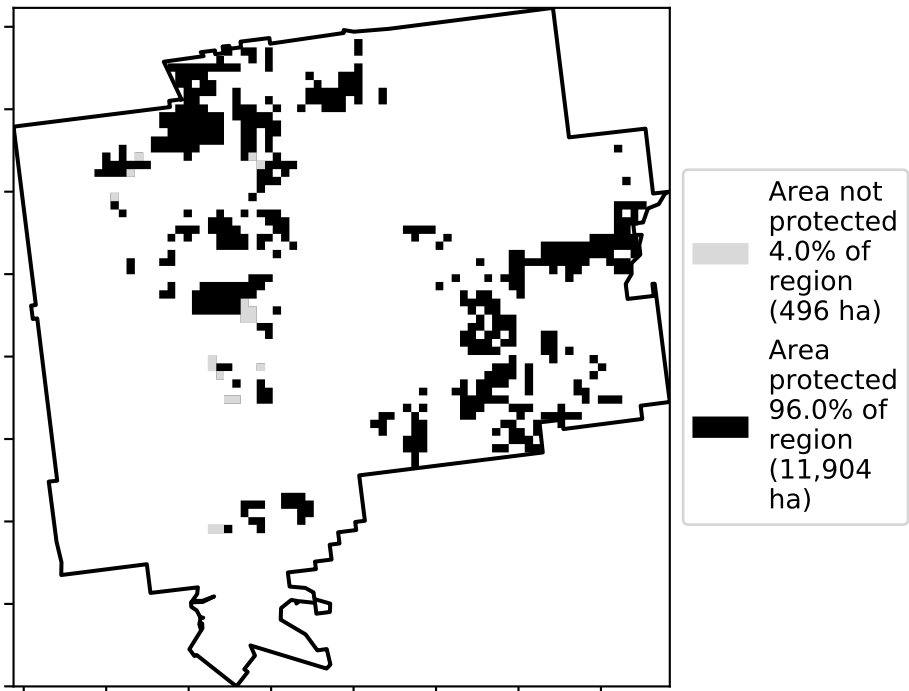 Area not
protected
4.0% of
region
(496 ha)
Area
protected
96.0% of
region
(11,904
ha)